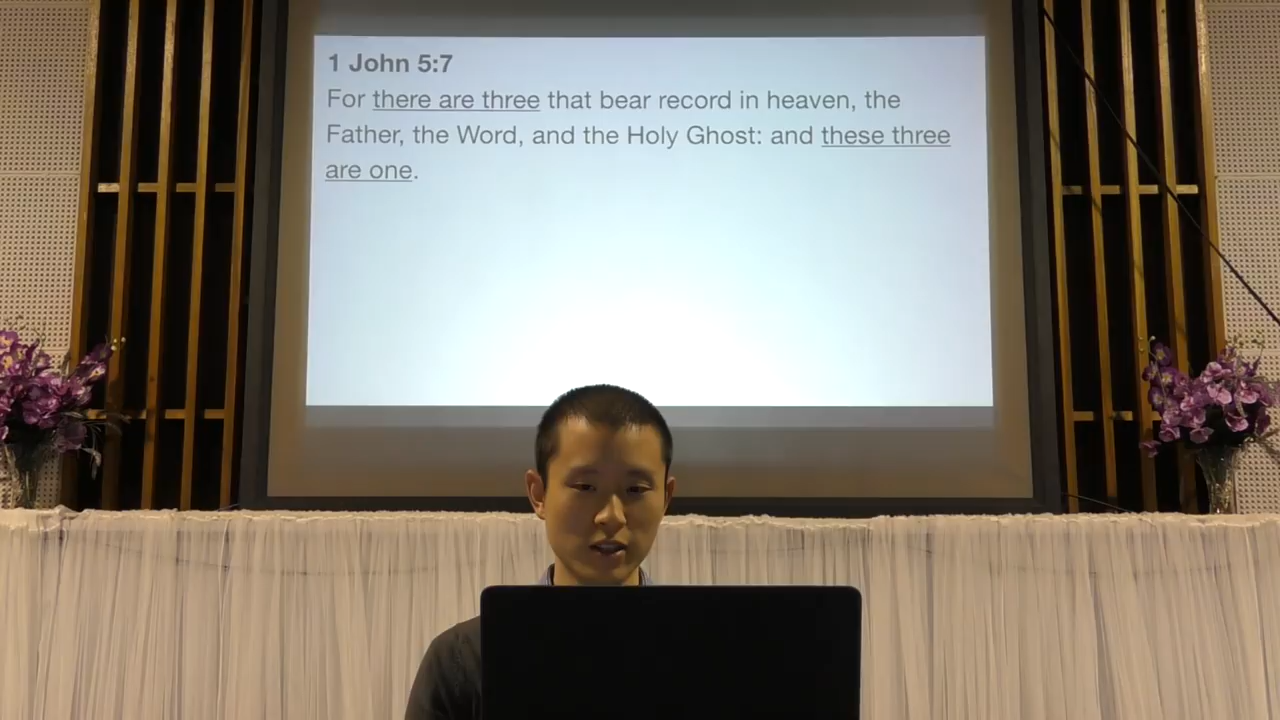 1 John 5:7
For there are three that bear record in heaven, the
Father, the Word, and the Holy Ghost: and these three
are one.